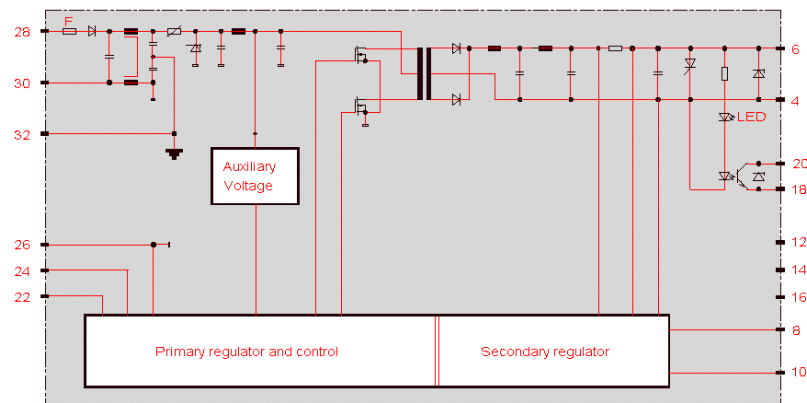 28
F
6
30
4
LED
32
Auxiliary
Voltage
20
18
26
12
24
14
22
16
8
Primary regulator and control
Secondary regulator
10